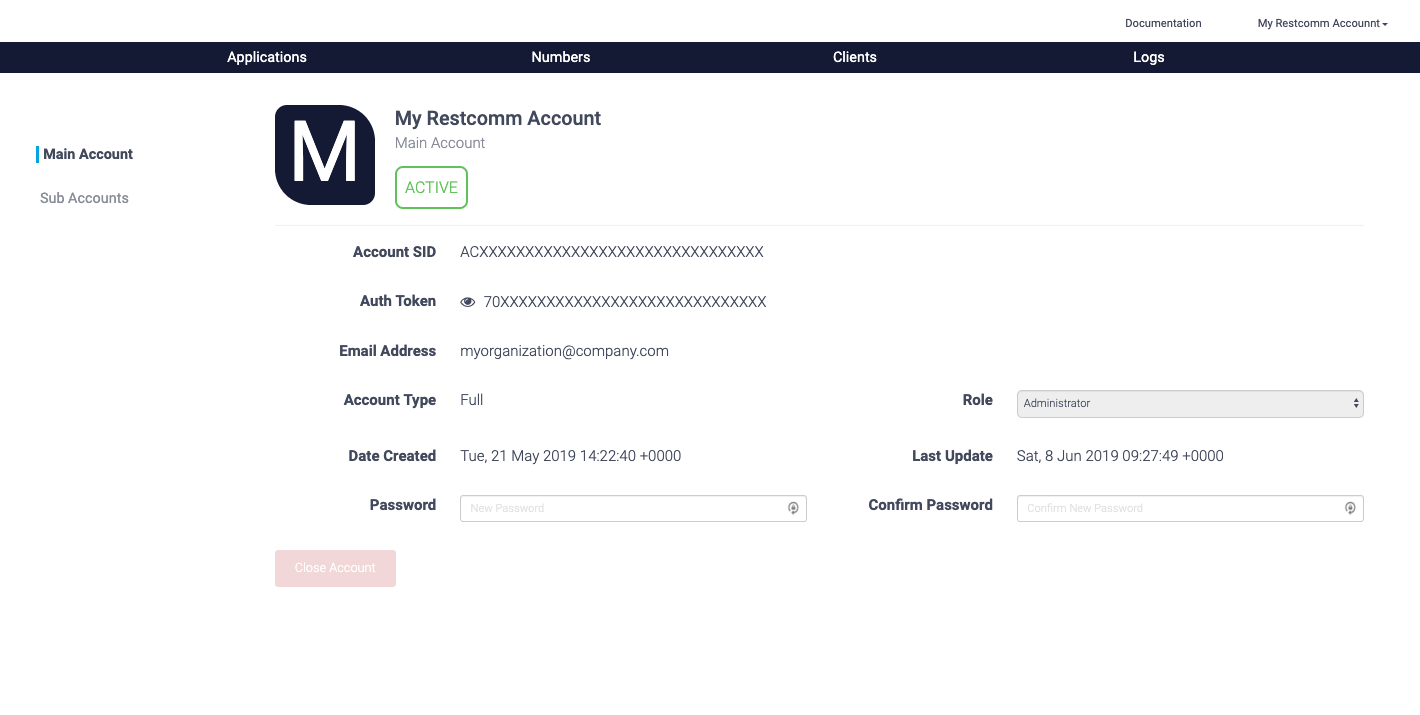 Documentation My Restcomm Accounnt
Applications Numbers Clients Logs
M
My Restcomm Account
Main Account
ACTIVE
Main Account
Sub Accounts
Account SID ACXXXXXXXXXXXXXXXXXXXXXXXXXXXXXXX
Auth Token 70XXXXXXXXXXXXXXXXXXXXXXXXXXXXX
Email Address myorganization@company.com
Account Type Full Role Administrator
Date Created Tue, 21 May 2019 14:22:40 +0000 Last Update Sat, 8 Jun 2019 09:27:49 +0000
Password New Password Confirm Password Confirm New Password
Close Account